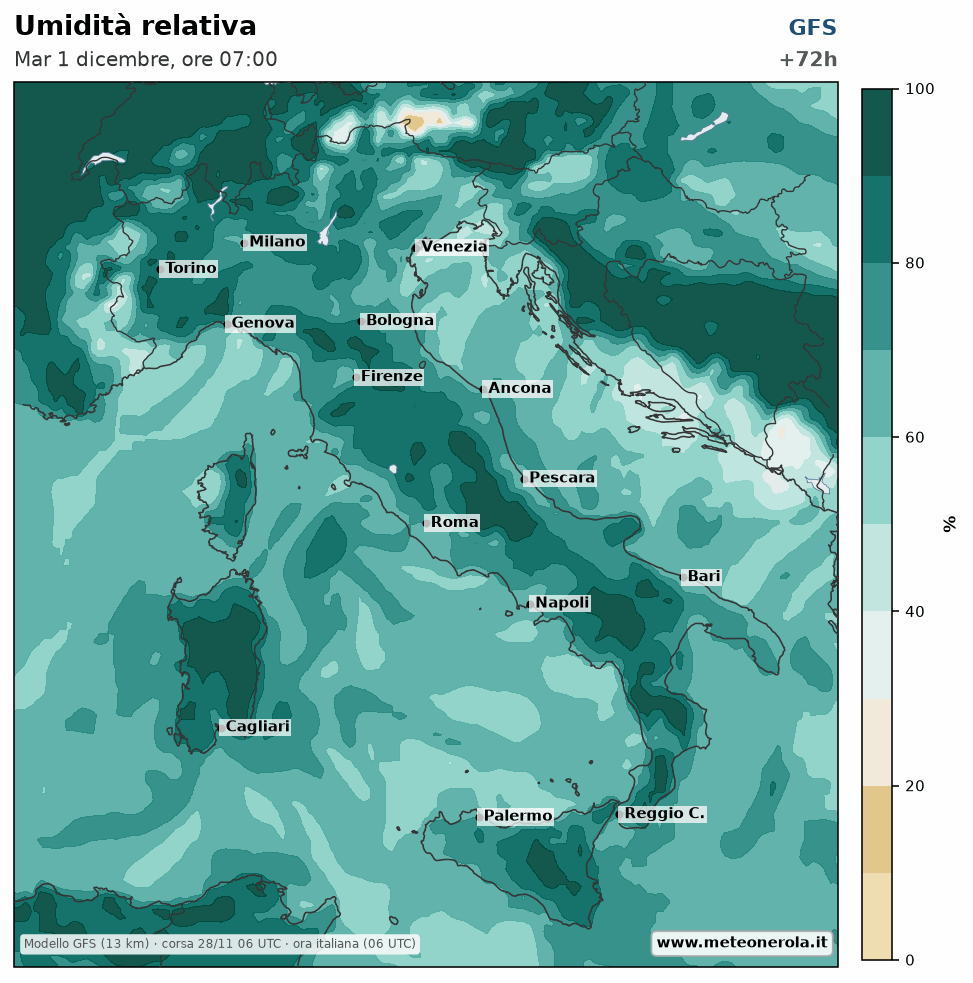 Umidità relativa
GFS
Mar 1 dicembre, ore 07:00
+72h
100
80
60
40
20
0
%
Milano
Venezia
Torino
Genova
Bologna
Firenze
Ancona
Pescara
Roma
Bari
Napoli
Cagliari
Palermo
Reggio C.
Modello GFS (13 km) · corsa 28/11 06 UTC · ora italiana (06 UTC)
www.meteonerola.it